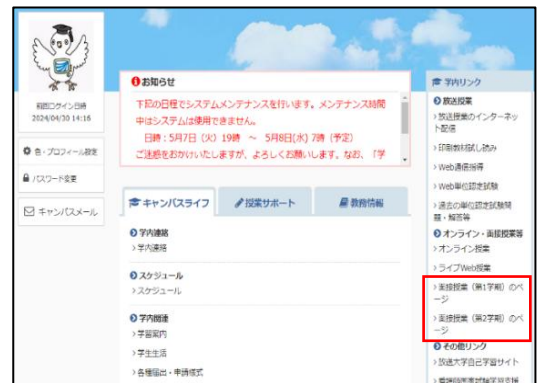 前回ログイン日時
2024/04/30 14:16
色・プロフィール設定
パスワード変更
キャンパスメール
お知らせ
下記の日程でシステムメンテナンスを行います。メンテナンス時間
中はシステムは使用できません。
日時:5月7日(火)19時 ~ 5月8日(水)7時(予定)
ご迷惑をおかけいたしますが、よろしくお願いします。なお、「学
キャンパスライフ
授業サポート
教務情報
学内連絡
›学内連絡
スケジュール
›スケジュール
学内関連
›学習案内
›学生生活
›各種届出・申請様式
学内リンク
放送授業
›放送授業のインターネッ
ト配信
›印刷教材試し読み
›Web通信指導
›Web単位認定試験
›過去の単位認定試験問
題・解答等
オンライン・面接授業等
›オンライン授業
›ライブWeb授業
›面接授業(第1学期)のペ
ージ
›面接授業(第2学期)のペ
ージ
その他リンク
›放送大学自己学習サイト
›看護師国家試験学習支援